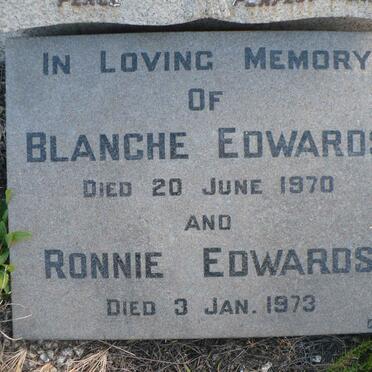 IN LOVING MEMORY
OF
BLANCHE EDWARDS
DIED 20 JUNE 1970
AND
RONNIE EDWARDS
DIED 3 JAN. 1973